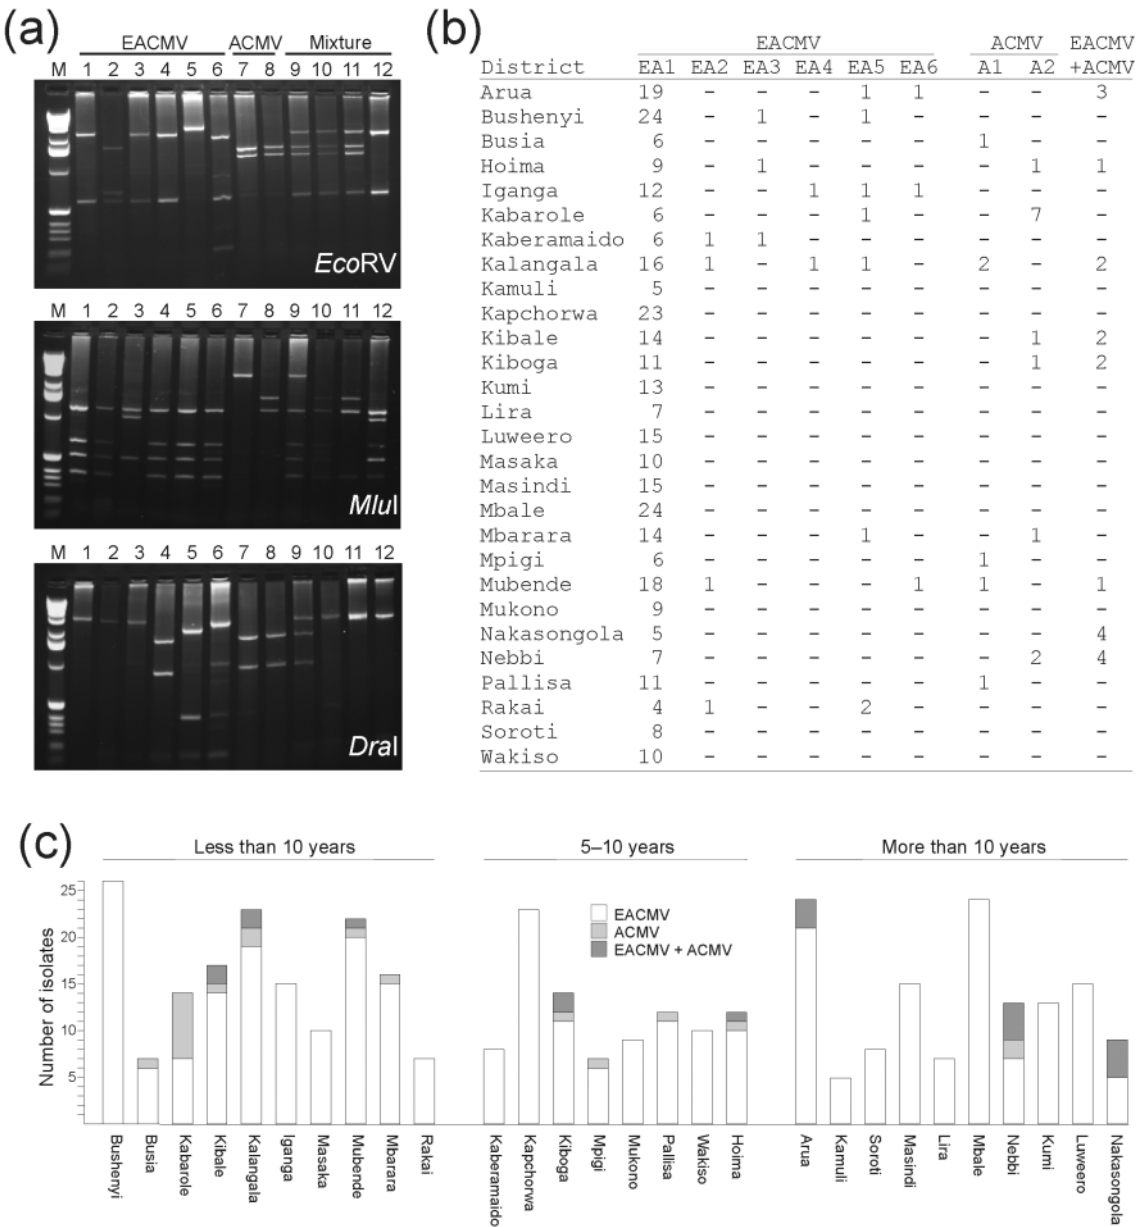 (a)
EACMV ACMV Mixture
M 1 2 3 4 5 6 7 8 9 10 11 12
EcoRV
M 1 2 3 4 5 6 7 8 9 10 11 12
MluI
M 1 2 3 4 5 6 7 8 9 10 11 12
DraI
(b)
EACMV ACMV EACMV
District EA1 EA2 EA3 EA4 EA5 EA6 A1 A2 +ACMV
Arua 19 – – – 1 1 – – 3
Bushenyi 24 – 1 – 1 – – – –
Busia 6 – – – – – 1 – –
Hoima 9 – 1 – – – – 1 1
Iganga 12 – – 1 1 1 – – –
Kabarole 6 – – – 1 – – 7 –
Kaberamaido 6 1 1 – – – – – –
Kalangala 16 1 – 1 1 – 2 – 2
Kamuli 5 – – – – – – – –
Kapchorwa 23 – – – – – – – –
Kibale 14 – – – – – – 1 2
Kiboga 11 – – – – – – 1 2
Kumi 13 – – – – – – – –
Lira 7 – – – – – – – –
Luweero 15 – – – – – – – –
Masaka 10 – – – – – – – –
Masindi 15 – – – – – – – –
Mbale 24 – – – – – – – –
Mbarara 14 – – – 1 – – 1 –
Mpigi 6 – – – – – 1 – –
Mubende 18 1 – – – 1 1 – 1
Mukono 9 – – – – – – – –
Nakasongola 5 – – – – – – – 4
Nebbi 7 – – – – – – 2 4
Pallisa 11 – – – – – 1 – –
Rakai 4 1 – – 2 – – – –
Soroti 8 – – – – – – – –
Wakiso 10 – – – – – – – –
(c)
Less than 10 years 5–10 years More than 10 years
Number of isolates
25
20
15
10
5
EACMV
ACMV
EACMV + ACMV
Bushenyi Busia Kabarole Kibale Kalangala Iganga Masaka Mubende Mbarara Rakai Kaberamaido Kapchorwa Kiboga Mpigi Mukono Pallisa Wakiso Hoima Arua Kamuli Soroti Masindi Lira Mbale Nebbi Kumi Luweero Nakasongola